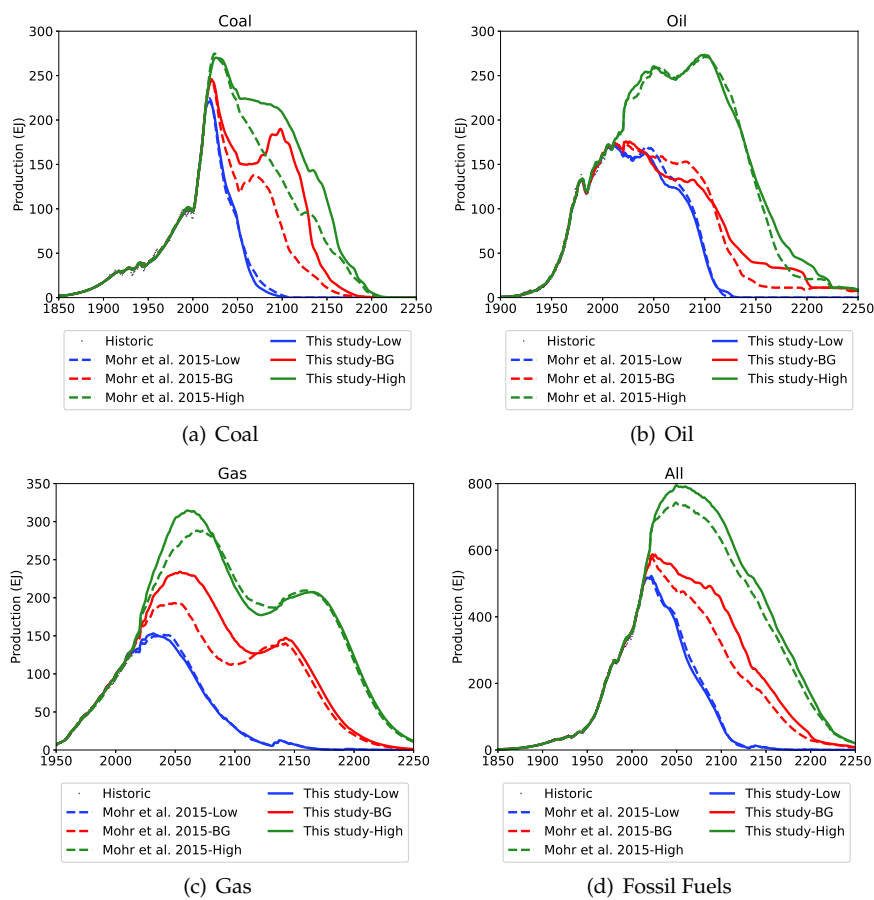 Coal
Production (EJ)
300
250
200
150
100
50
0
1850 1900 1950 2000 2050 2100 2150 2200 2250
Historic
Mohr et al. 2015-Low
Mohr et al. 2015-BG
Mohr et al. 2015-High
This study-Low
This study-BG
This study-High
(a) Coal
Oil
Production (EJ)
300
250
200
150
100
50
0
1900 1950 2000 2050 2100 2150 2200 2250
Historic
Mohr et al. 2015-Low
Mohr et al. 2015-BG
Mohr et al. 2015-High
This study-Low
This study-BG
This study-High
(b) Oil
Gas
Production (EJ)
350
300
250
200
150
100
50
0
1950 2000 2050 2100 2150 2200 2250
Historic
Mohr et al. 2015-Low
Mohr et al. 2015-BG
Mohr et al. 2015-High
This study-Low
This study-BG
This study-High
(c) Gas
All
Production (EJ)
800
600
400
200
0
1850 1900 1950 2000 2050 2100 2150 2200 2250
Historic
Mohr et al. 2015-Low
Mohr et al. 2015-BG
Mohr et al. 2015-High
This study-Low
This study-BG
This study-High
(d) Fossil Fuels